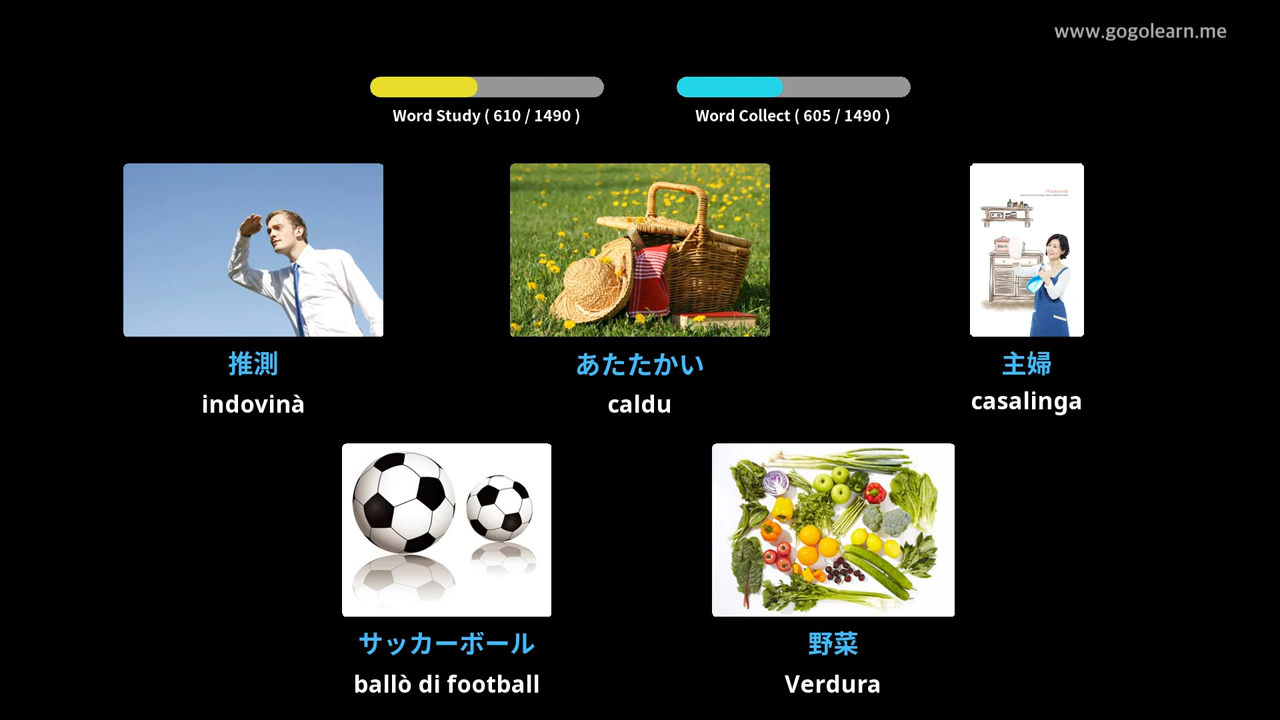 www.gogolearn.me
Word Study ( 610 / 1490 )
Word Collect ( 605 / 1490 )
推測
あたたかい
主婦
indovinà
caldu
casalinga
サッカーボール
野菜
ballò di football
Verdura